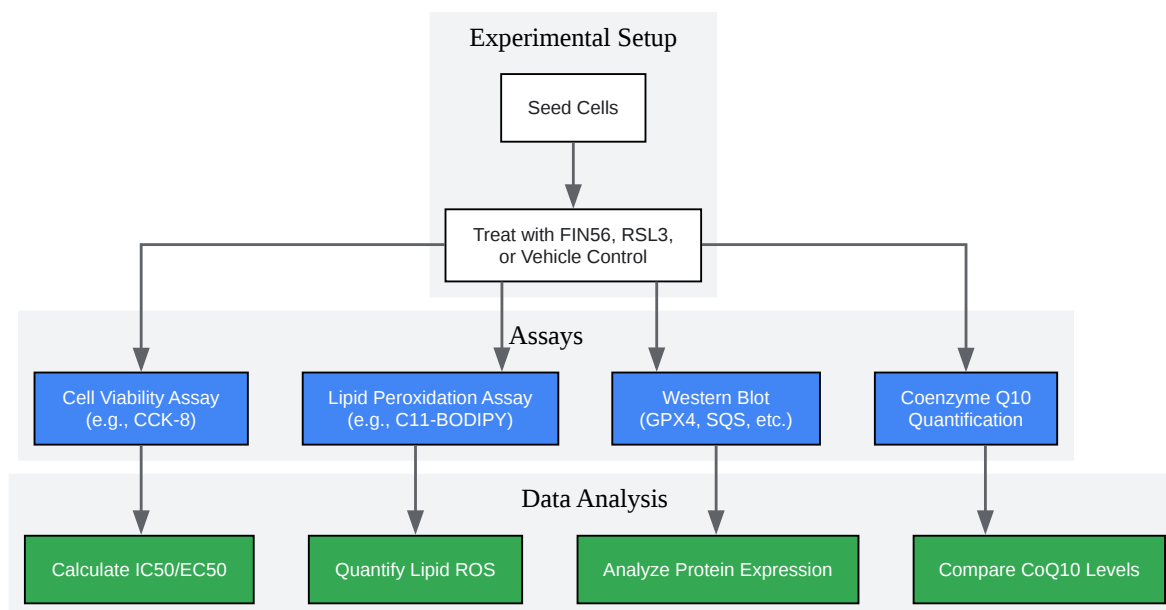 Experimental Setup
Seed Cells
Treat with FIN56, RSL3,
or Vehicle Control
Assays
Cell Viability Assay
(e.g., CCK-8)
Lipid Peroxidation Assay
(e.g., C11-BODIPY)
Western Blot
(GPX4, SQS, etc.)
Coenzyme Q10
Quantification
Data Analysis
Calculate IC50/EC50
Quantify Lipid ROS
Analyze Protein Expression
Compare CoQ10 Levels